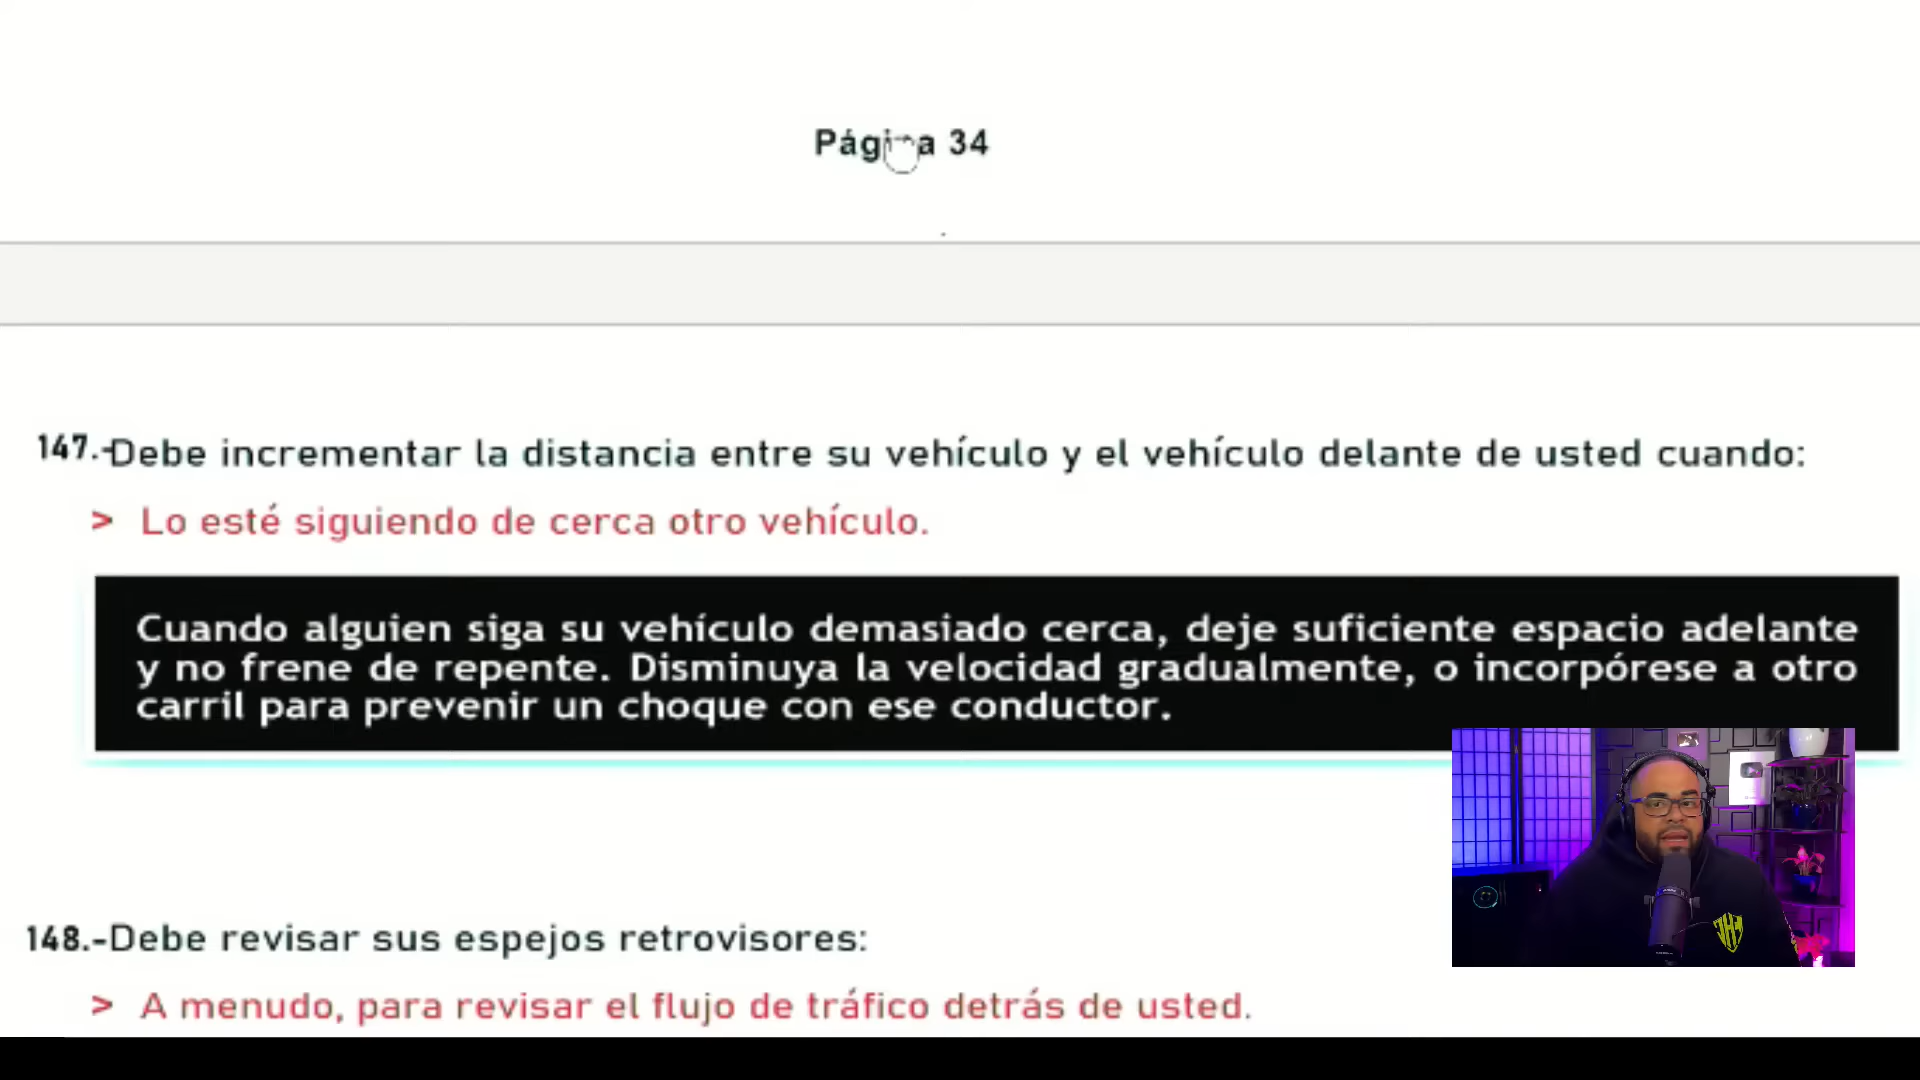 Página 34
147.-Debe incrementar la distancia entre su vehículo y el vehículo delante de usted cuando:
> Lo esté siguiendo de cerca otro vehículo.
Cuando alguien siga su vehículo demasiado cerca, deje suficiente espacio adelante
y no frene de repente. Disminuya la velocidad gradualmente, o incorpórese a otro
carril para prevenir un choque con ese conductor.
148.-Debe revisar sus espejos retrovisores:
> A menudo, para revisar el flujo de tráfico detrás de usted.